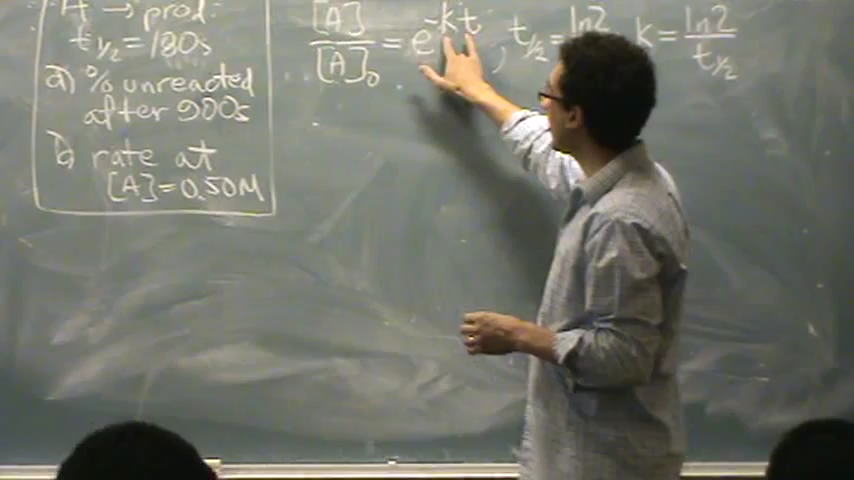 A → prod.
t1/2 = 180s
a) % unreacted
after 900s
b) rate at
[A] = 0.50M
[A]/[A]0 = e^-kt, t1/2 = ln2 k = ln2/t1/2